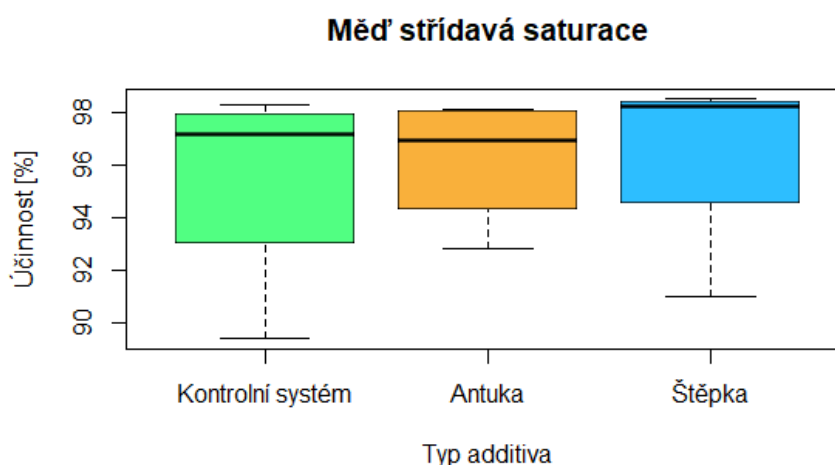 Měď střídavá saturace
Účinnost [%]
98
96
94
92
90
Kontrolní systém
Antuka
Štěpka
Typ additiva